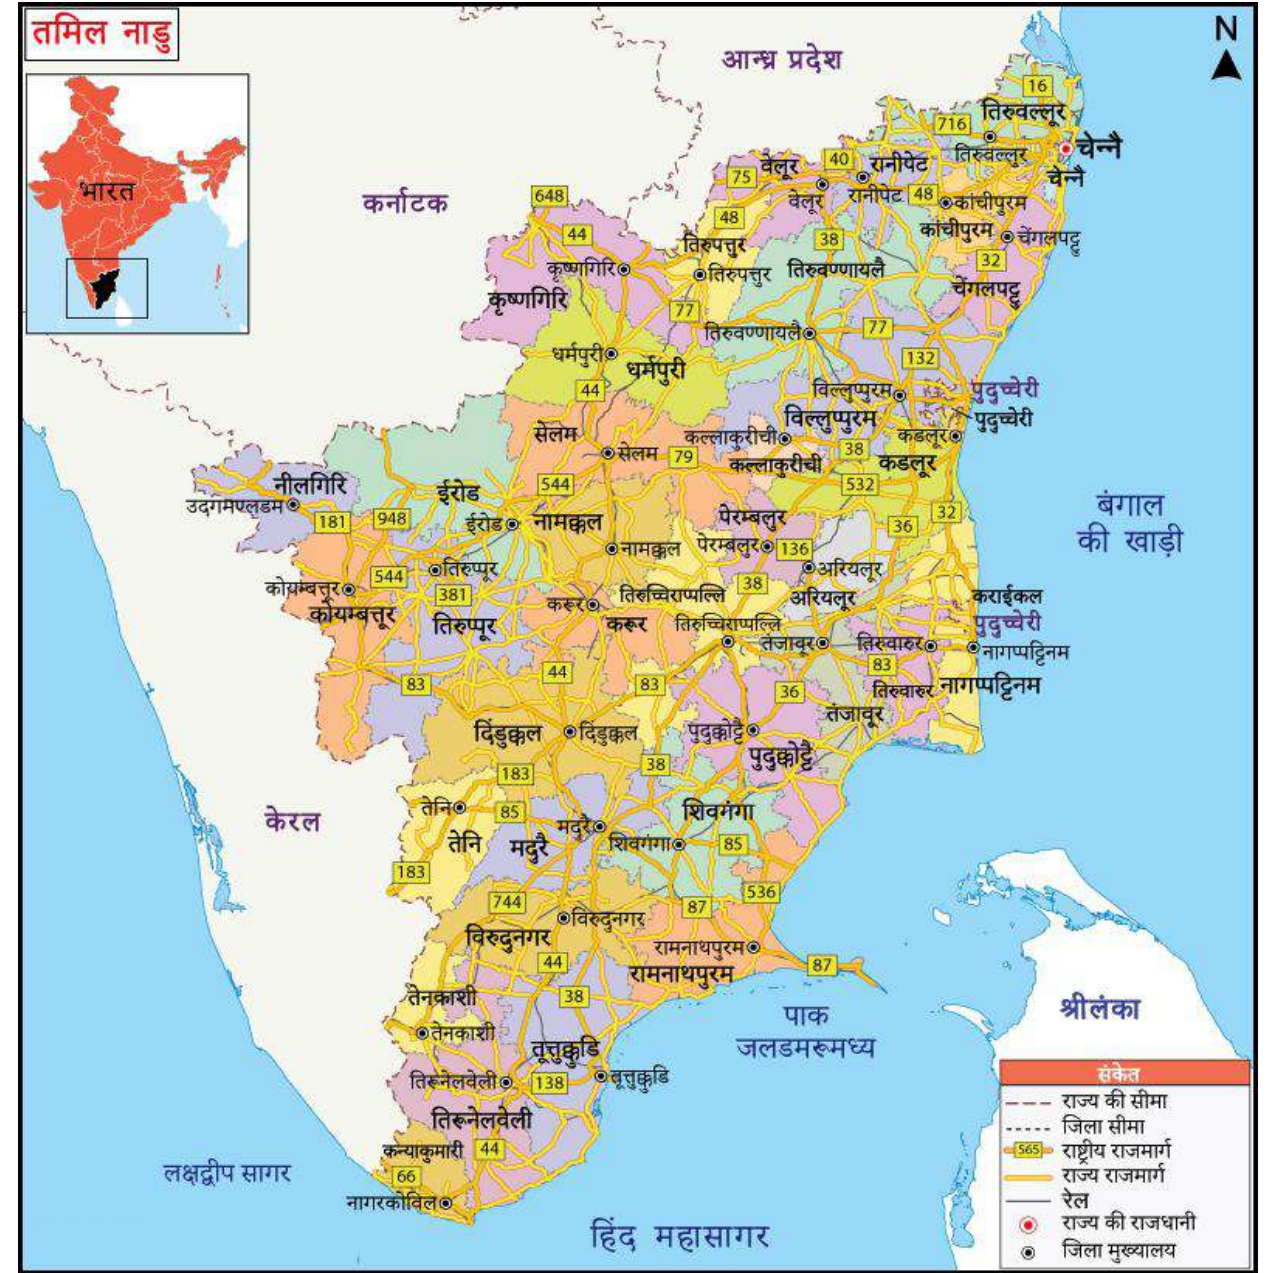 तमिल नाडु
N
भारत
आन्ध्र प्रदेश
कर्नाटक
केरल
16
तिरुवल्लूर
716
तिरुवल्लुर
चेन्नै
चेन्नै
40
वेलूर
रानीपेट
75
वेलूर
रानीपेट
48
कांचीपुरम
48
कांचीपुरम
चेंगलपट्टु
648
44
तिरुपत्तुर
38
32
कृष्णगिरि
तिरुपत्तुर
तिरुवण्णायलै
चेंगलपट्टु
कृष्णगिरि
77
तिरुवण्णायलै
77
धर्मपुरी
132
धर्मपुरी
44
विल्लुप्पुरम
पुदुच्चेरी
विल्लुप्पुरम
पुदुच्चेरी
सेलम
कल्लाकुरीची
कडलूर
सेलम
79
38
कल्लाकुरीची
कडलूर
नीलगिरि
544
532
ईरोड
उदगमण्लडम
181
948
ईरोड
नामक्कल
पेरम्बलुर
36
32
बंगाल
की खाड़ी
नामक्कल
पेरम्बलुर
136
तिरुप्पूर
अरियलूर
544
38
कोयम्बत्तूर
381
तिरुच्चिराप्पल्लि
अरियलूर
कराईकल
कोयम्बत्तूर
करूर
तिरुप्पूर
करूर
तिरुच्चिराप्पल्लि
पुदुच्चेरी
तंजावूर
तिरुवारुर
नागप्पट्टिनम
83
44
83
83
36
तिरुवारुर
नागप्पट्टिनम
तंजावूर
दिंडुक्कल
दिंडुक्कल
पुदुक्कोट्टै
पुदुक्कोट्टै
183
38
तेनि
85
मदुरै
शिवगंगा
तेनि
मदुरै
शिवगंगा
85
183
744
87
536
विरुदुनगर
विरुदुनगर
रामनाथपुरम
44
रामनाथपुरम
87
तेनकाशी
38
तेनकाशी
पाक
जलडमरूमध्य
श्रीलंका
तूत्तुक्कुडि
तिरूनेलवेली
138
तूत्तुक्कुडि
तिरूनेलवेली
कन्याकुमारी
44
66
नागरकोविल
लक्षद्वीप सागर
हिंद महासागर
संकेत
राज्य की सीमा
जिला सीमा
565 राष्ट्रीय राजमार्ग
राज्य राजमार्ग
रेल
राज्य की राजधानी
जिला मुख्यालय